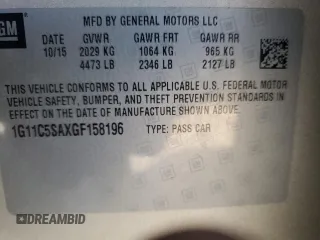 GM
MFD BY GENERAL MOTORS LLC
DATE GVWR GAWR FRT GAWR RR
10/15 2029 KG 1064 KG 965 KG
4473 LB 2346 LB 2127 LB
THIS VEHICLE CONFORMS TO ALL APPLICABLE U.S. FEDERAL MOTOR
VEHICLE SAFETY, BUMPER, AND THEFT PREVENTION STANDARDS
IN EFFECT ON THE DATE OF MANUFACTURE SHOWN ABOVE.
1G11C5SAXGF158196 TYPE: PASS CAR
DREAMBID